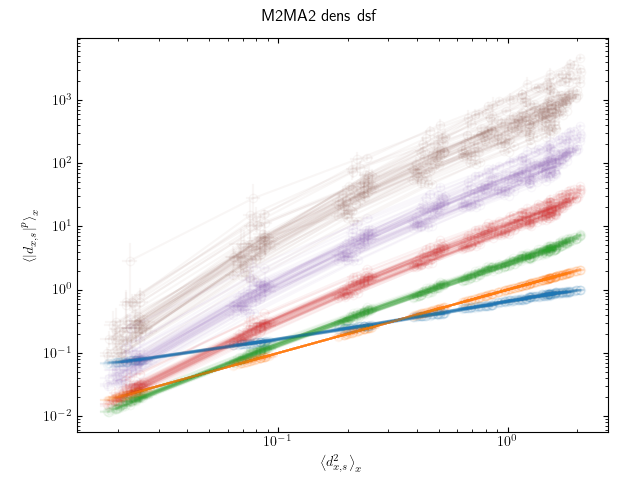 M2MA2 dens dsf
⟨|d_{x,s}|^p⟩_x
10^3
10^2
10^1
10^0
10^{-1}
10^{-2}
10^{-1}
10^0
⟨d^2_{x,s}⟩_x